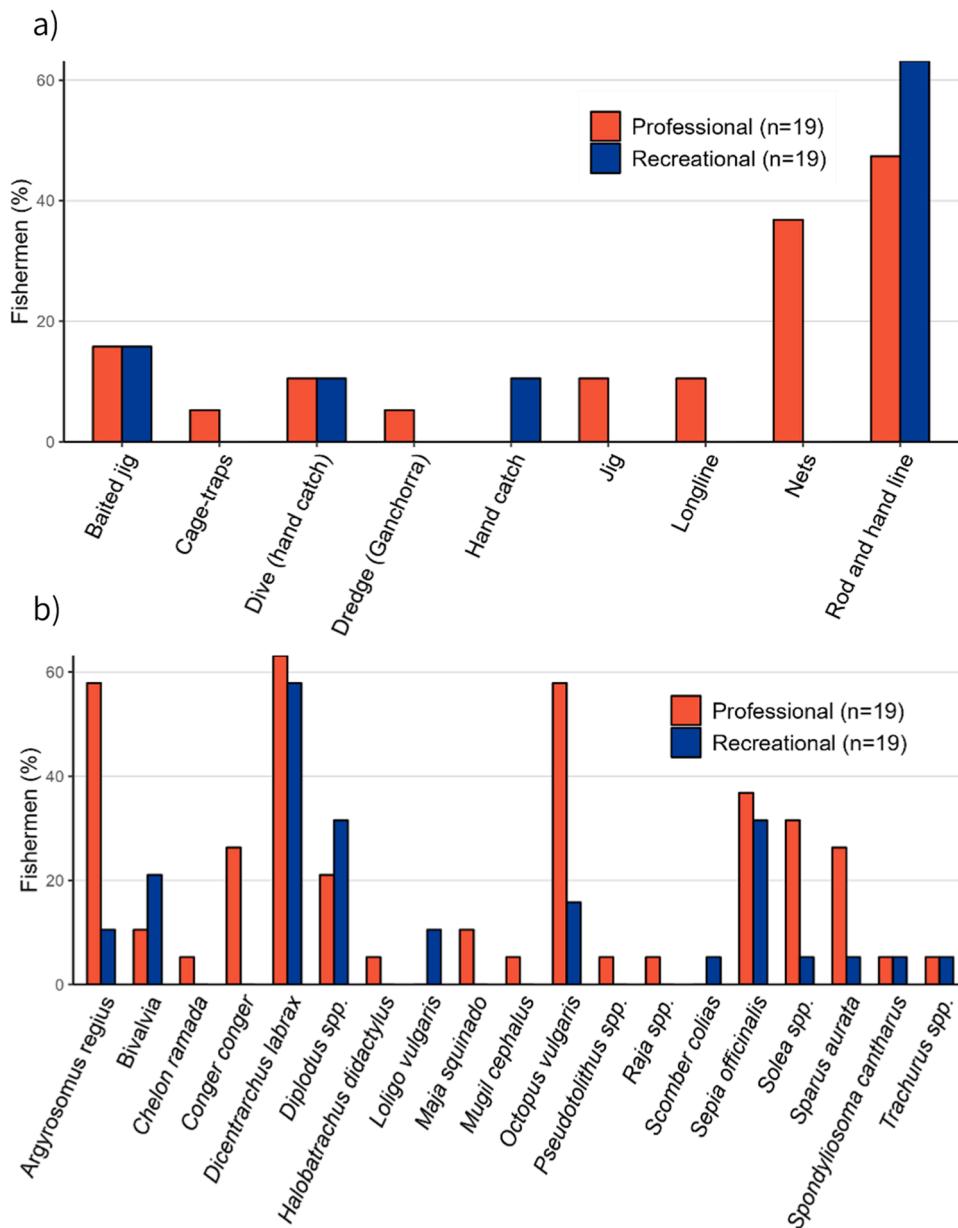 a)
Fishermen (%)
60
40
20
0
Professional (n=19)
Recreational (n=19)
Baited jig
Cage-traps
Dive (hand catch)
Dredge (Ganchorra)
Hand catch
Jig
Longline
Nets
Rod and hand line
b)
Fishermen (%)
60
40
20
0
Professional (n=19)
Recreational (n=19)
Argyrosomus regius
Bivalvia
Chelon ramada
Conger conger
Dicentrarchus labrax
Diplodus spp.
Halobatrachus didactylus
Loligo vulgaris
Maja squinado
Mugil cephalus
Octopus vulgaris
Pseudotolithus spp.
Raja spp.
Scomber colias
Sepia officinalis
Solea spp.
Sparus aurata
Spondyliosoma cantharus
Trachurus spp.